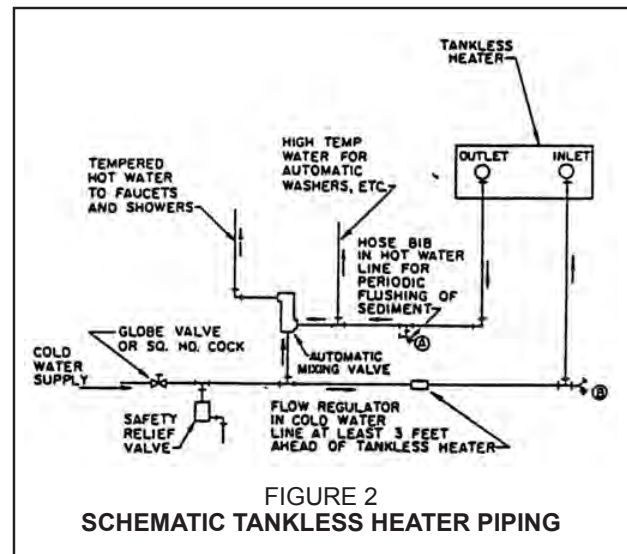 TANKLESS
HEATER
OUTLET
INLET
HIGH TEMP
WATER FOR
AUTOMATIC
WASHERS, ETC.
TEMPERED
HOT WATER
TO FAUCETS
AND SHOWERS
HOSE BIB
IN HOT WATER
LINE FOR
PERIODIC
FLUSHING OF
SEDIMENT
A
GLOBE VALVE
OR SQ. HD. COCK
AUTOMATIC
MIXING VALVE
COLD
WATER
SUPPLY
B
SAFETY
RELIEF
VALVE
FLOW REGULATOR
IN COLD WATER
LINE AT LEAST 3 FEET
AHEAD OF TANKLESS HEATER
FIGURE 2
SCHEMATIC TANKLESS HEATER PIPING